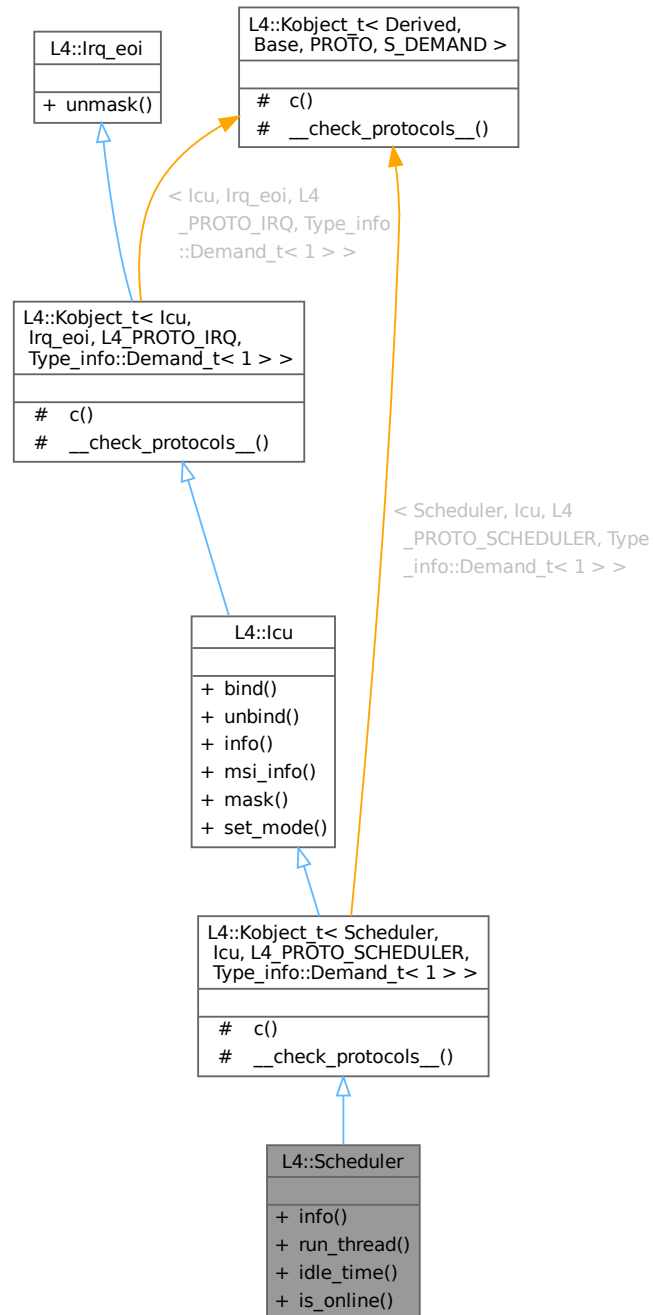 L4::Irq_eoi
+ unmask()
L4::Kobject_t< Derived,
Base, PROTO, S_DEMAND >
# c()
# __check_protocols__()
< Icu, Irq_eoi, L4
_PROTO_IRQ, Type_info
::Demand_t< 1 > >
L4::Kobject_t< Icu,
Irq_eoi, L4_PROTO_IRQ,
Type_info::Demand_t< 1 > >
# c()
# __check_protocols__()
< Scheduler, Icu, L4
_PROTO_SCHEDULER, Type
_info::Demand_t< 1 > >
L4::Icu
+ bind()
+ unbind()
+ info()
+ msi_info()
+ mask()
+ set_mode()
L4::Kobject_t< Scheduler,
Icu, L4_PROTO_SCHEDULER,
Type_info::Demand_t< 1 > >
# c()
# __check_protocols__()
L4::Scheduler
+ info()
+ run_thread()
+ idle_time()
+ is_online()